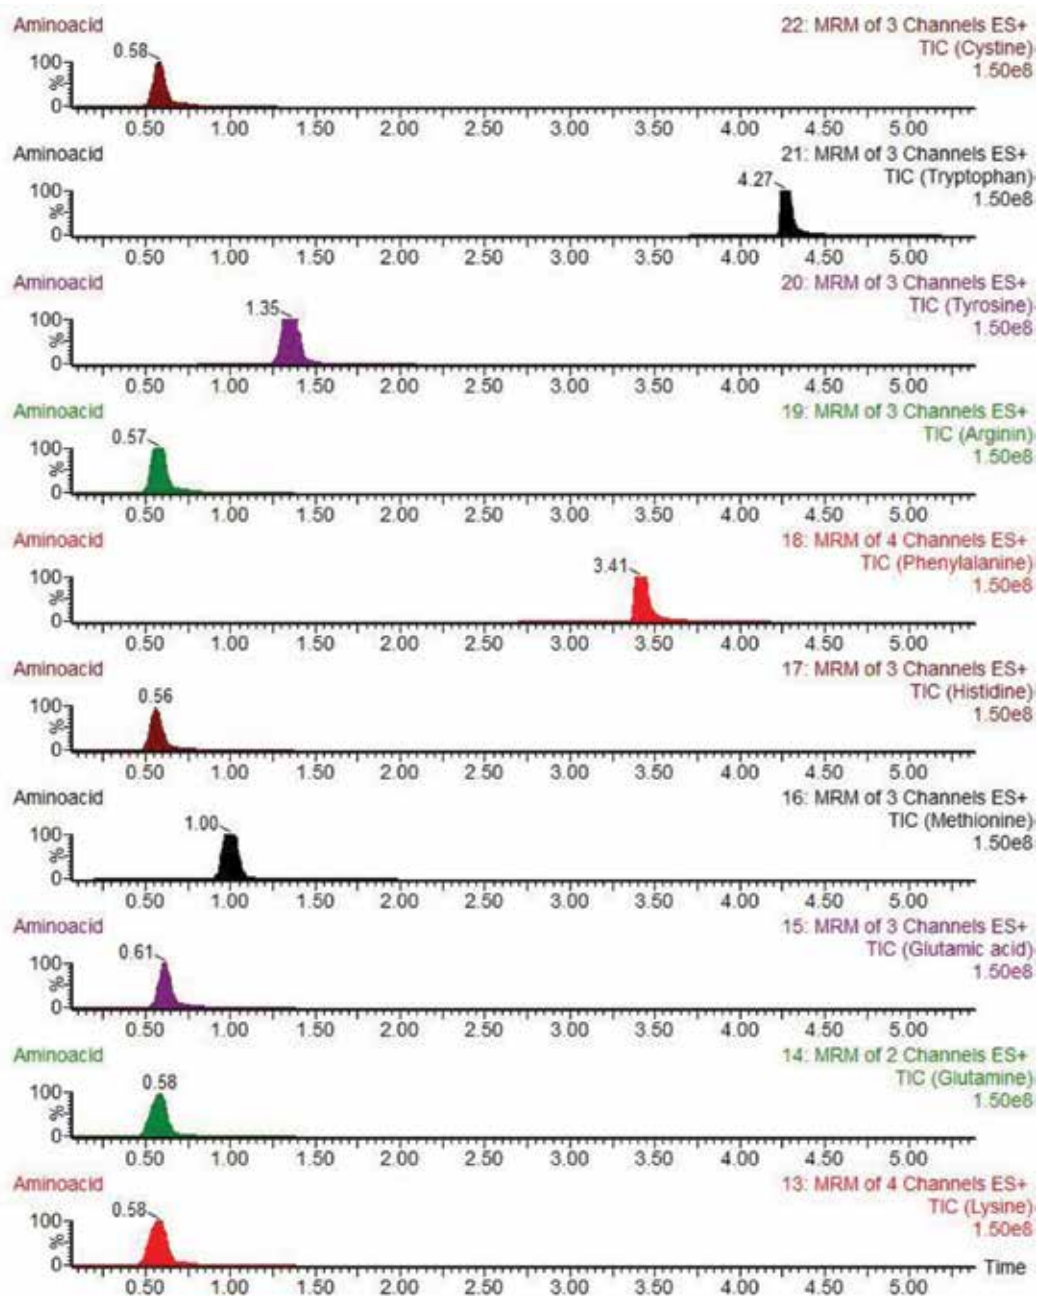 Aminoacid
22: MRM of 3 Channels ES+
TIC (Cystine)
1.50e8
0.58
100
%
0
0.50 1.00 1.50 2.00 2.50 3.00 3.50 4.00 4.50 5.00
Aminoacid
21: MRM of 3 Channels ES+
TIC (Tryptophan)
1.50e8
4.27
100
%
0
0.50 1.00 1.50 2.00 2.50 3.00 3.50 4.00 4.50 5.00
Aminoacid
20: MRM of 3 Channels ES+
TIC (Tyrosine)
1.50e8
1.35
100
%
0
0.50 1.00 1.50 2.00 2.50 3.00 3.50 4.00 4.50 5.00
Aminoacid
19: MRM of 3 Channels ES+
TIC (Arginin)
1.50e8
0.57
100
%
0
0.50 1.00 1.50 2.00 2.50 3.00 3.50 4.00 4.50 5.00
Aminoacid
18: MRM of 4 Channels ES+
TIC (Phenylalanine)
1.50e8
3.41
100
%
0
0.50 1.00 1.50 2.00 2.50 3.00 3.50 4.00 4.50 5.00
Aminoacid
17: MRM of 3 Channels ES+
TIC (Histidine)
1.50e8
0.56
100
%
0
0.50 1.00 1.50 2.00 2.50 3.00 3.50 4.00 4.50 5.00
Aminoacid
16: MRM of 3 Channels ES+
TIC (Methionine)
1.50e8
1.00
100
%
0
0.50 1.00 1.50 2.00 2.50 3.00 3.50 4.00 4.50 5.00
Aminoacid
15: MRM of 3 Channels ES+
TIC (Glutamic acid)
1.50e8
0.61
100
%
0
0.50 1.00 1.50 2.00 2.50 3.00 3.50 4.00 4.50 5.00
Aminoacid
14: MRM of 2 Channels ES+
TIC (Glutamine)
1.50e8
0.58
100
%
0
0.50 1.00 1.50 2.00 2.50 3.00 3.50 4.00 4.50 5.00
Aminoacid
13: MRM of 4 Channels ES+
TIC (Lysine)
1.50e8
0.58
100
%
0
Time
0.50 1.00 1.50 2.00 2.50 3.00 3.50 4.00 4.50 5.00